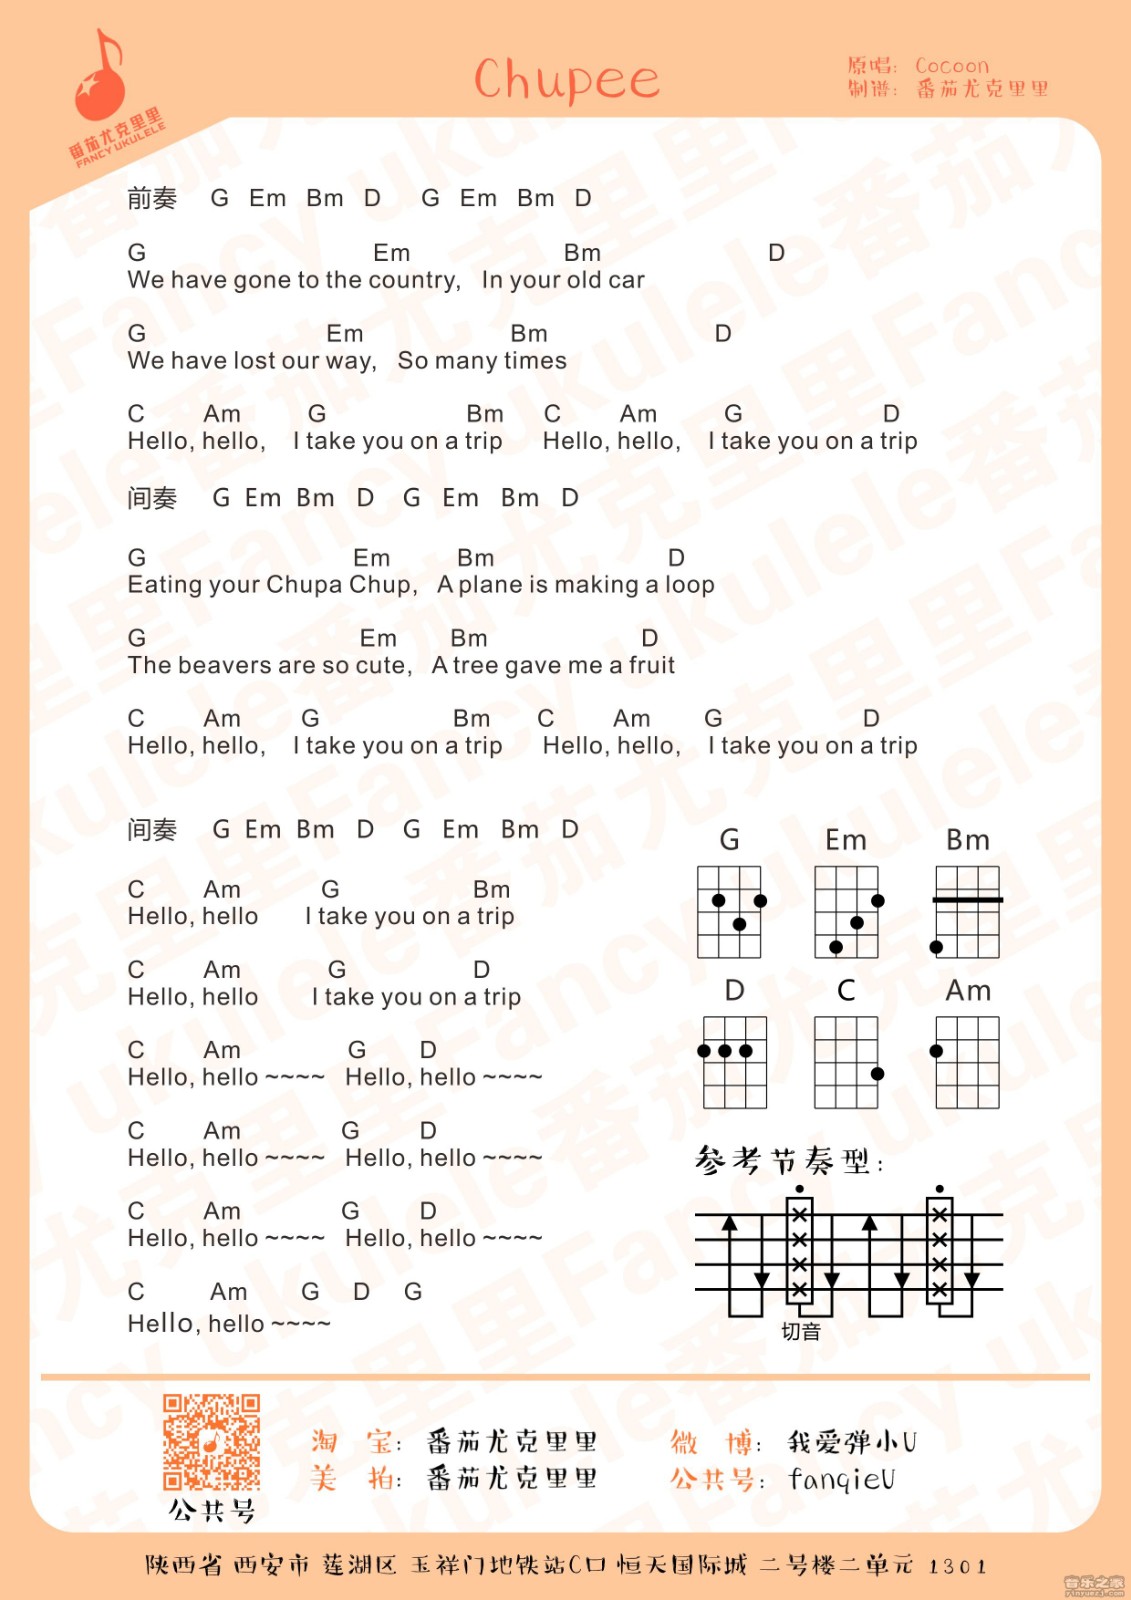 番茄尤克里里
FANCY UKULELE
Chupee
原唱： Cocoon
制谱： 番茄尤克里里
前奏 G Em Bm D G Em Bm D
G Em Bm D
We have gone to the country, In your old car
G Em Bm D
We have lost our way, So many times
C Am G Bm C Am G D
Hello, hello, I take you on a trip Hello, hello, I take you on a trip
间奏 G Em Bm D G Em Bm D
G Em Bm D
Eating your Chupa Chup, A plane is making a loop
G Em Bm D
The beavers are so cute, A tree gave me a fruit
C Am G Bm C Am G D
Hello, hello, I take you on a trip Hello, hello, I take you on a trip
间奏 G Em Bm D G Em Bm D
C Am G Bm
Hello, hello I take you on a trip
C Am G D
Hello, hello I take you on a trip
C Am G D
Hello, hello ~~~~ Hello, hello ~~~~
C Am G D
Hello, hello ~~~~ Hello, hello ~~~~
C Am G D
Hello, hello ~~~~ Hello, hello ~~~~
C Am G D G
Hello, hello ~~~~
G Em Bm
D C Am
参考节奏型：
切音
公共号
淘 宝： 番茄尤克里里
美 拍： 番茄尤克里里
微 博： 我爱弹小U
公共号： fanqieU
陕西省 西安市 莲湖区 玉祥门地铁站C口 恒天国际城 二号楼二单元 1301
音乐之家
yinyuezj.com